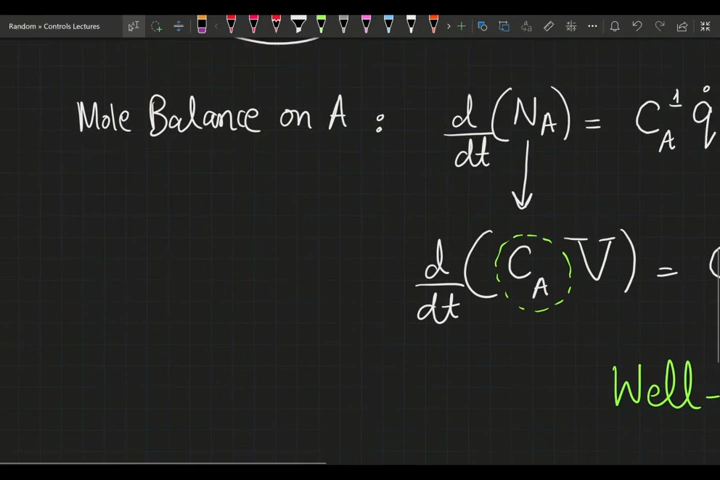 Random » Controls Lectures
Mole Balance on A : d/dt (N_A) = C_A^1 q̇
d/dt (C_A V) =
Well-